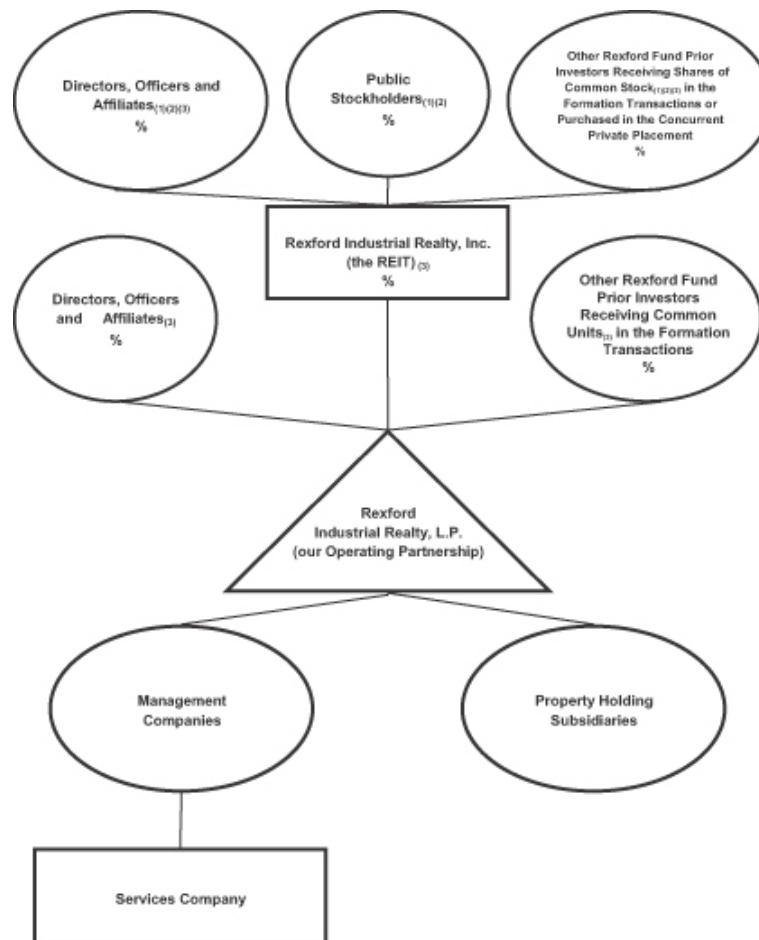 Directors, Officers and
Affiliates(1)(2)(3)
%
Public
Stockholders(1)(2)
%
Other Rexford Fund Prior
Investors Receiving Shares of
Common Stock(1)(2)(3) in the
Formation Transactions or
Purchased in the Concurrent
Private Placement
%
Rexford Industrial Realty, Inc.
(the REIT) (3)
%
Directors, Officers
and Affiliates(3)
%
Other Rexford Fund
Prior Investors
Receiving Common
Units(3) in the Formation
Transactions
%
Rexford
Industrial Realty, L.P.
(our Operating Partnership)
Management
Companies
Property Holding
Subsidiaries
Services Company